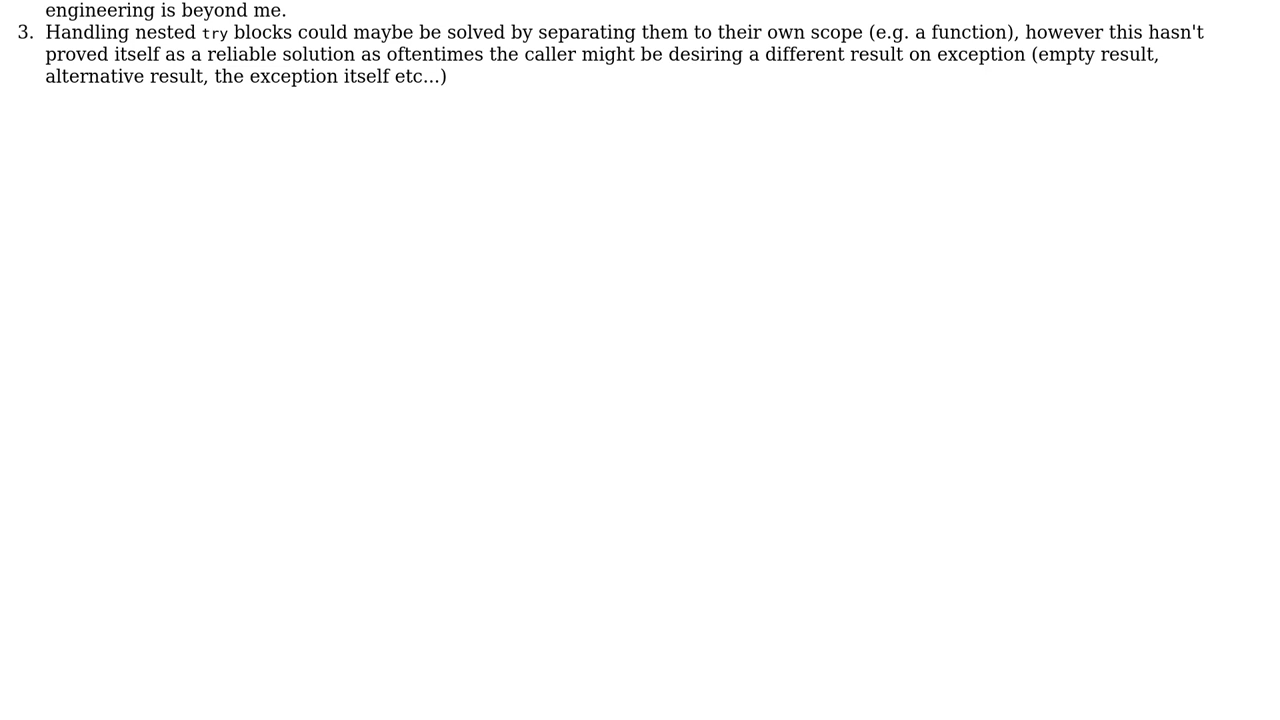 engineering is beyond me.
3. Handling nested try blocks could maybe be solved by separating them to their own scope (e.g. a function), however this hasn't
proved itself as a reliable solution as oftentimes the caller might be desiring a different result on exception (empty result,
alternative result, the exception itself etc...)